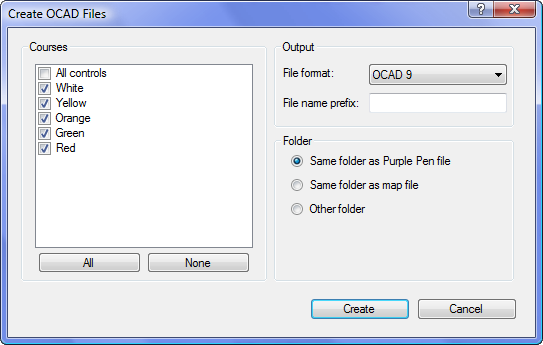 Create OCAD Files
?
Courses
All controls
White
Yellow
Orange
Green
Red
All
None
Output
File format:
OCAD 9
File name prefix:
Folder
Same folder as Purple Pen file
Same folder as map file
Other folder
Create
Cancel